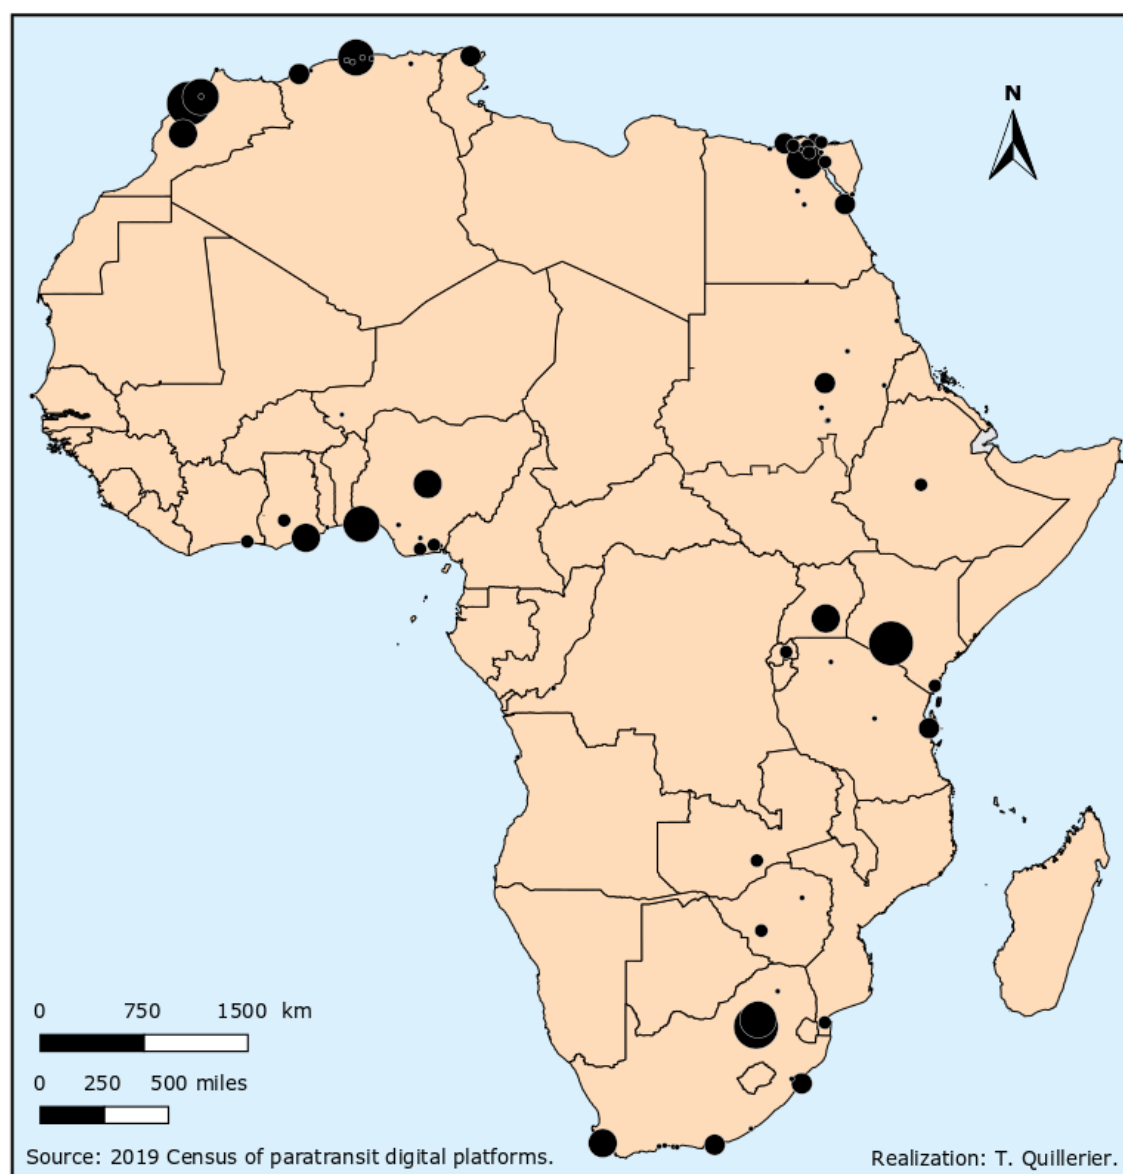 N
0 750 1500 km
0 250 500 miles
Source: 2019 Census of paratransit digital platforms.
Realization: T. Quillerier.